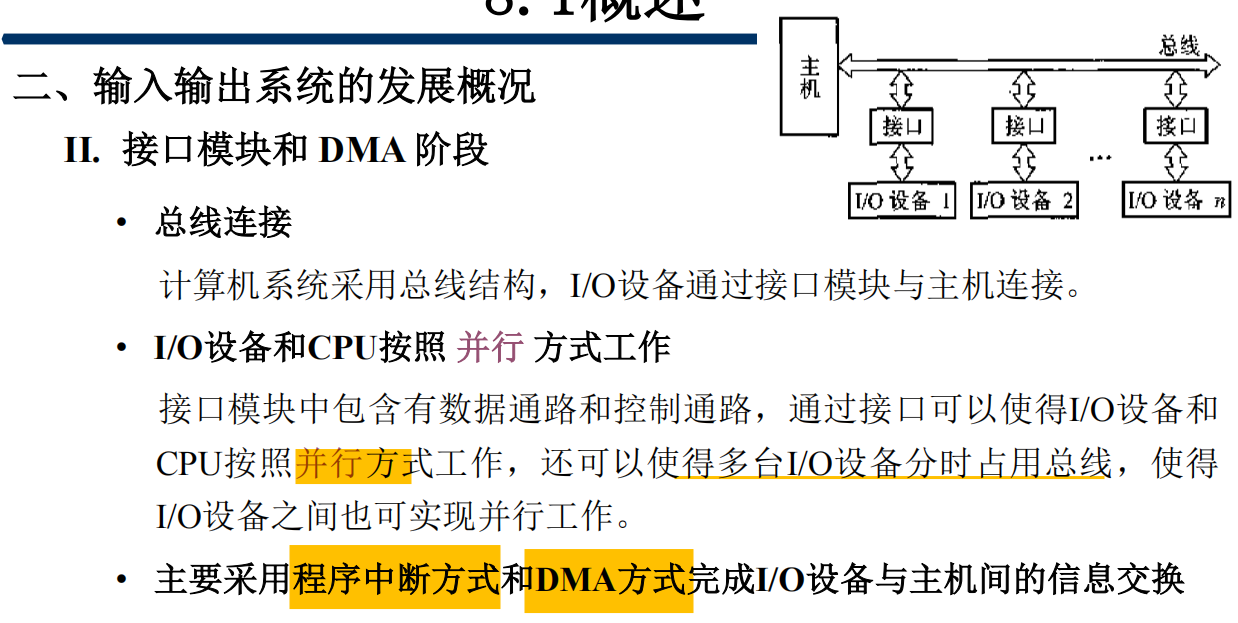 8.1概述
二、输入输出系统的发展概况
II. 接口模块和 DMA 阶段
• 总线连接
计算机系统采用总线结构，I/O设备通过接口模块与主机连接。
• I/O设备和CPU按照 并行 方式工作
接口模块中包含有数据通路和控制通路，通过接口可以使得I/O设备和
CPU按照并行方式工作，还可以使得多台I/O设备分时占用总线，使得
I/O设备之间也可实现并行工作。
• 主要采用程序中断方式和DMA方式完成I/O设备与主机间的信息交换
总线
主机
接口 接口 接口
...
I/O 设备 1 I/O 设备 2 I/O 设备 n